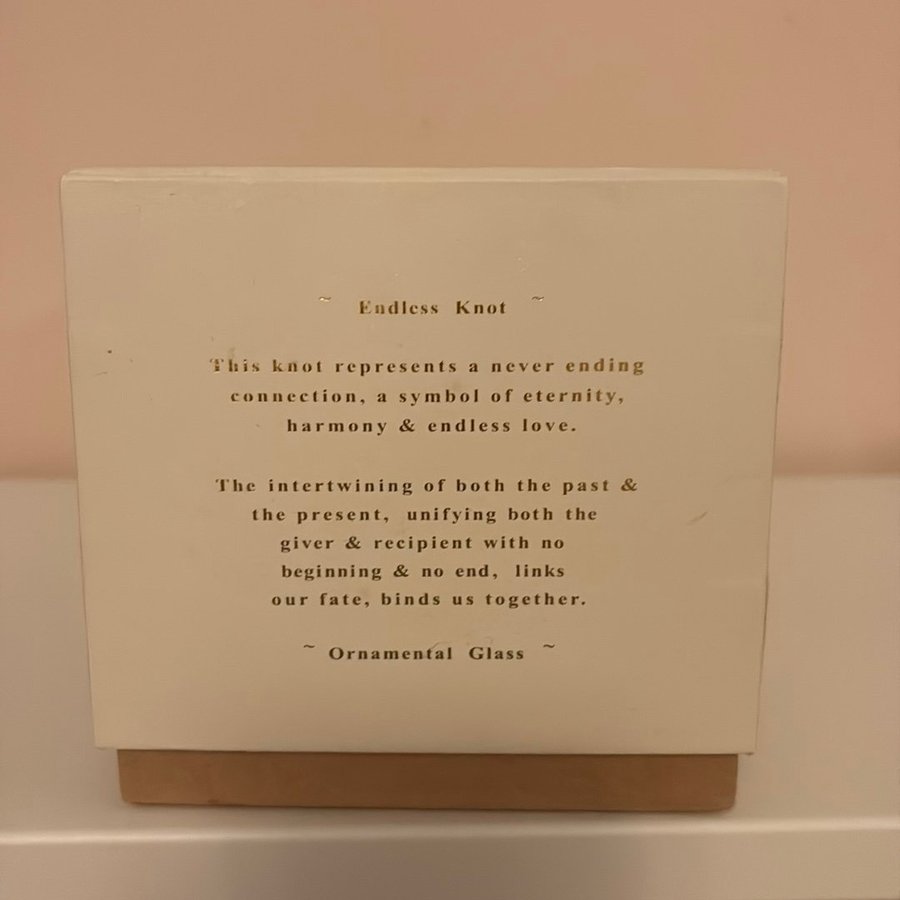 ~ Endless Knot ~
This knot represents a never ending
connection, a symbol of eternity,
harmony & endless love.
The intertwining of both the past &
the present, unifying both the
giver & recipient with no
beginning & no end, links
our fate, binds us together.
~ Ornamental Glass ~